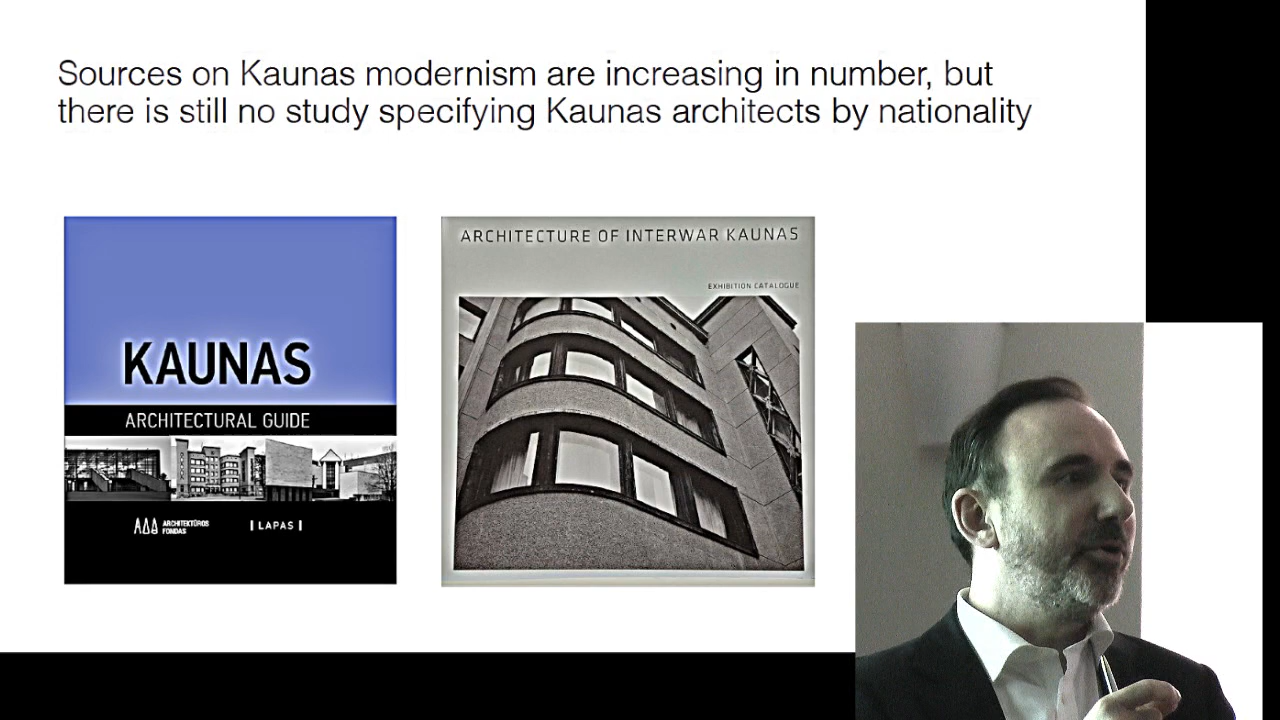 Sources on Kaunas modernism are increasing in number, but
there is still no study specifying Kaunas architects by nationality
KAUNAS
ARCHITECTURAL GUIDE
ARCHITEKTŪROS
FONDAS
LAPAS
ARCHITECTURE OF INTERWAR KAUNAS
EXHIBITION CATALOGUE